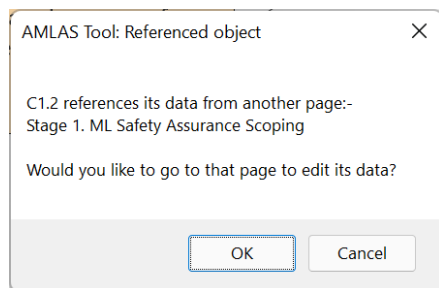 AMLAS Tool: Referenced object
C1.2 references its data from another page:-
Stage 1. ML Safety Assurance Scoping
Would you like to go to that page to edit its data?
OK
Cancel